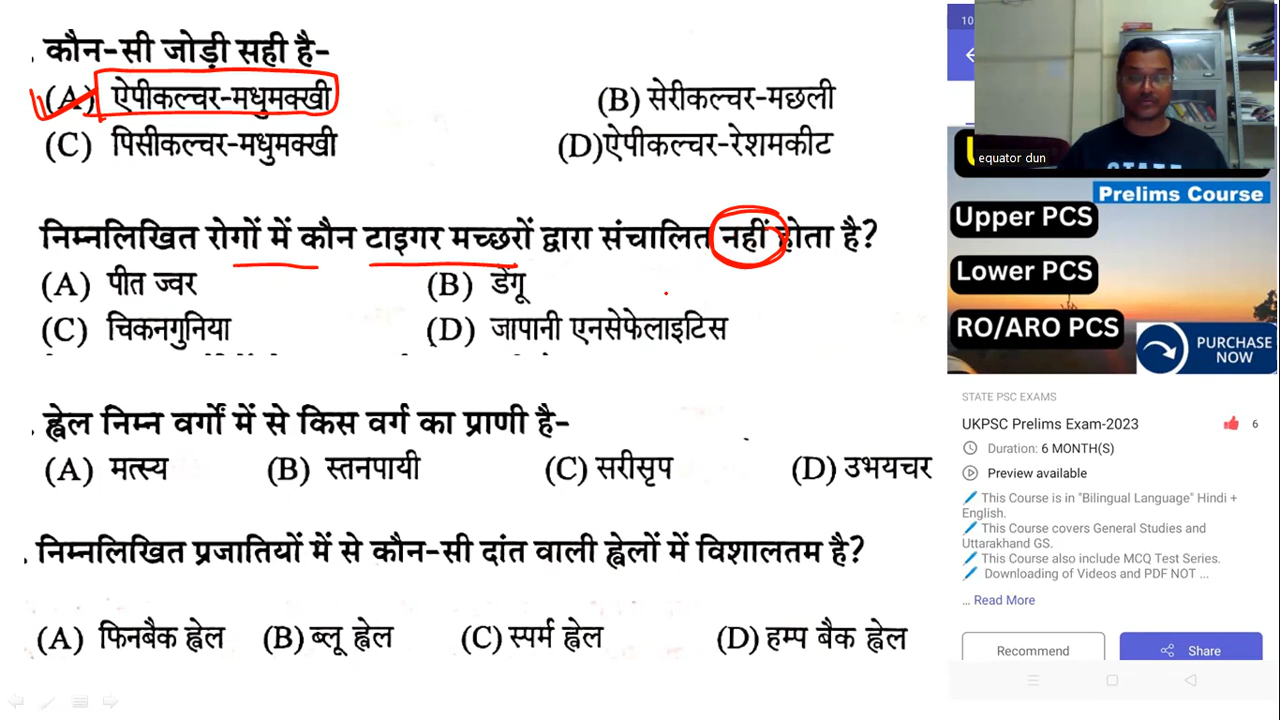 . कौन-सी जोड़ी सही है-
(A) ऐपीकल्चर-मधुमक्खी (B) सेरीकल्चर-मछली
(C) पिसीकल्चर-मधुमक्खी (D)ऐपीकल्चर-रेशमकीट
निम्नलिखित रोगों में कौन टाइगर मच्छरों द्वारा संचालित नहीं होता है?
(A) पीत ज्वर (B) डेंगू
(C) चिकनगुनिया (D) जापानी एनसेफेलाइटिस
. ह्वेल निम्न वर्गों में से किस वर्ग का प्राणी है-
(A) मत्स्य (B) स्तनपायी (C) सरीसृप (D) उभयचर
. निम्नलिखित प्रजातियों में से कौन-सी दांत वाली ह्वेलों में विशालतम है?
(A) फिनबैक ह्वेल (B) ब्लू ह्वेल (C) स्पर्म ह्वेल (D) हम्प बैक ह्वेल
10
equator dun
STATE
Prelims Course
Upper PCS
Lower PCS
RO/ARO PCS
PURCHASE
NOW
STATE PSC EXAMS
UKPSC Prelims Exam-2023 6
Duration: 6 MONTH(S)
Preview available
This Course is in "Bilingual Language" Hindi +
English.
This Course covers General Studies and
Uttarakhand GS.
This Course also include MCQ Test Series.
Downloading of Videos and PDF NOT ...
... Read More
Recommend Share